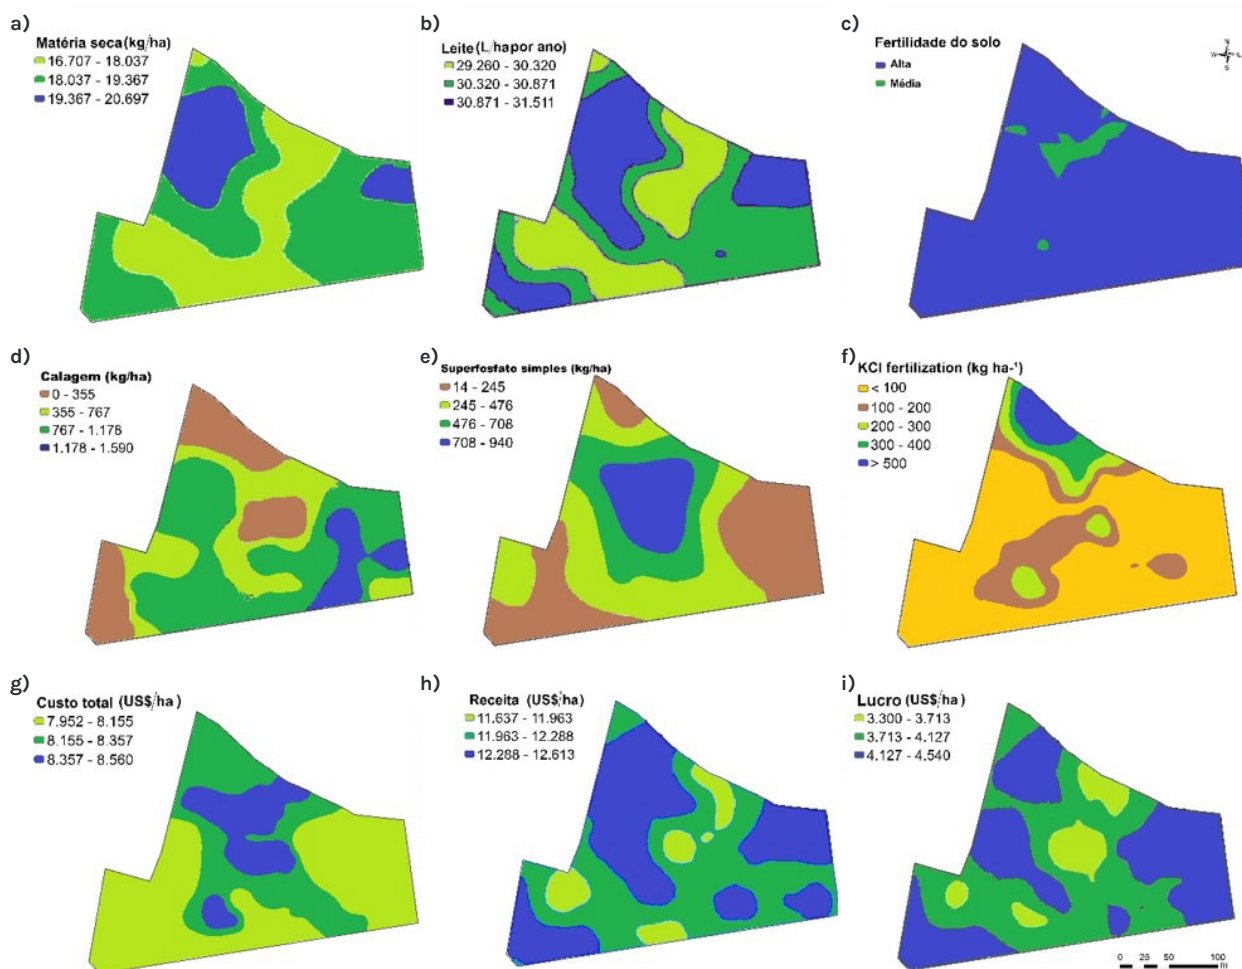 a)
Matéria seca (kg/ha)
16.707 - 18.037
18.037 - 19.367
19.367 - 20.697
b)
Leite (L/hapor ano)
29.260 - 30.320
30.320 - 30.871
30.871 - 31.511
c)
Fertilidade do solo
Alta
Média
N
W
L
S
d)
Calagem (kg/ha)
0 - 355
355 - 767
767 - 1.178
1.178 - 1.590
e)
Superfosfato simples (kg/ha)
14 - 245
245 - 476
476 - 708
708 - 940
f)
KCl fertilization (kg ha-¹)
< 100
100 - 200
200 - 300
300 - 400
> 500
g)
Custo total (US$/ha)
7.952 - 8.155
8.155 - 8.357
8.357 - 8.560
h)
Receita (US$/ha)
11.637 - 11.963
11.963 - 12.288
12.288 - 12.613
i)
Lucro (US$/ha)
3.300 - 3.713
3.713 - 4.127
4.127 - 4.540
0 25 50 100
m